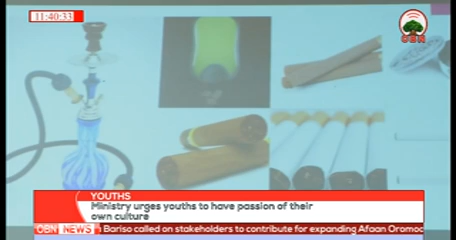 11:40:33
OBN
YOUTHS
Ministry urges youths to have passion of their
own culture
OBN NEWS
Bariso called on stakeholders to contribute for expanding Afaan Oromoo